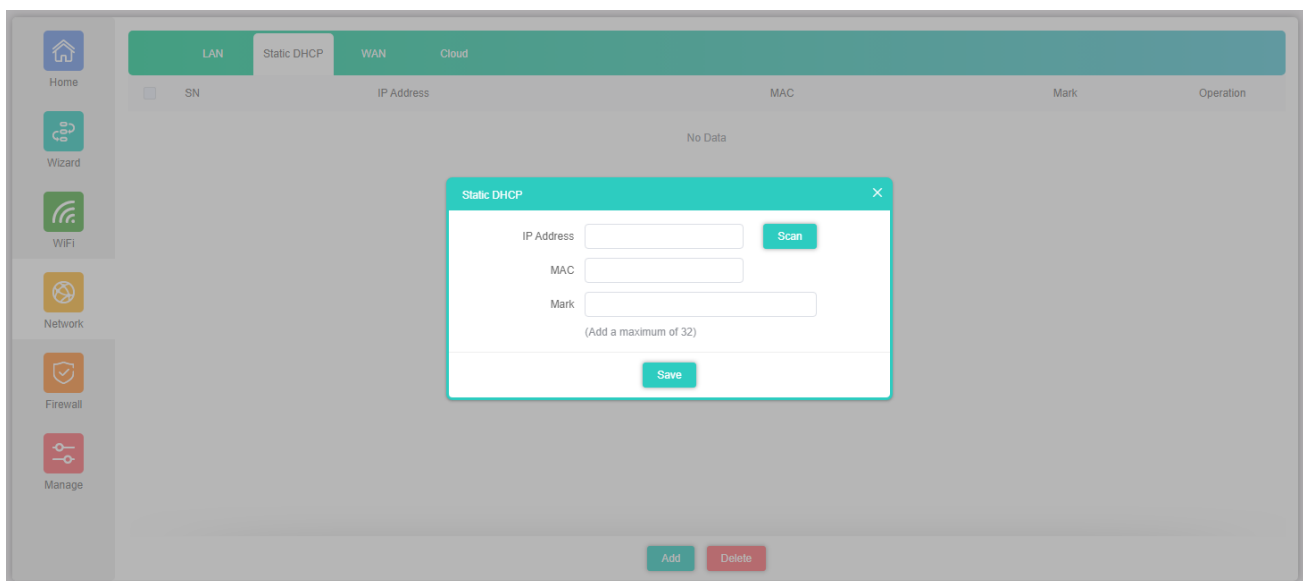 Home
Wizard
WiFi
Network
Firewall
Manage
LAN Static DHCP WAN Cloud
SN IP Address MAC Mark Operation
No Data
Static DHCP
IP Address Scan
MAC
Mark
(Add a maximum of 32)
Save
Add Delete